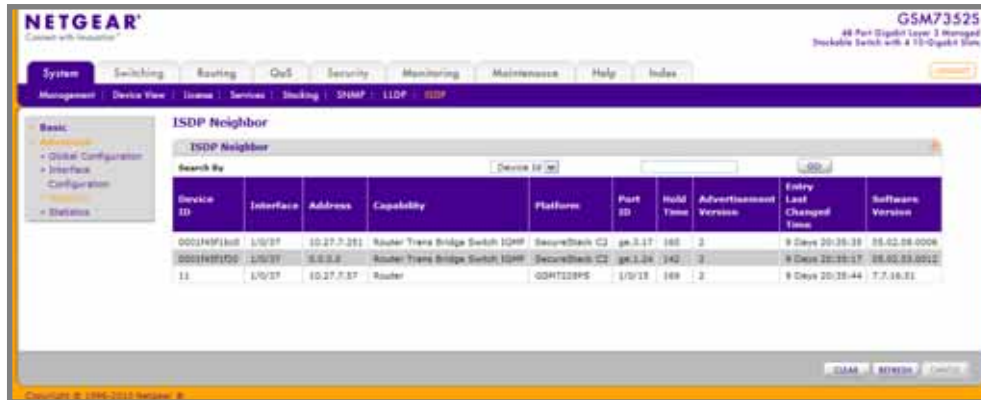 NETGEAR®
Connect with Innovation™
GSM7352S
48 Port Gigabit Layer 3 Managed
Stackable Switch with 4 10-Gigabit Slots
System Switching Routing QoS Security Monitoring Maintenance Help Index
Management Device View License Services Stacking SNMP LLDP ISDP
Basic
Advanced
Global Configuration
Interface
Configuration
Statistics
ISDP Neighbor
ISDP Neighbor
Search By Device Id GO
Device ID Interface Address Capability Platform Port ID Hold Time Advertisement Version Entry Last Changed Time Software Version
1/0/37 10.27.7.251 Router Trans Bridge Switch IGMP SecureStack C2 ge.3.17 160 2 9 Days 20:35:35 05.02.08.0006
1/0/37 0.0.0.0 Router Trans Bridge Switch IGMP SecureStack C2 ge.1.24 142 2 9 Days 20:35:17 05.02.03.0012
11 1/0/37 10.27.7.57 Router 1/0/15 169 2 9 Days 20:35:44 7.7.16.31
CLEAR REFRESH CANCEL
Copyright © 1996-2010 Netgear ®